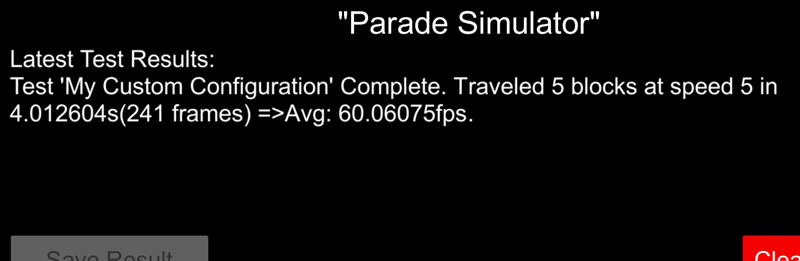 "Parade Simulator"
Latest Test Results:
Test 'My Custom Configuration' Complete. Traveled 5 blocks at speed 5 in
4.012604s(241 frames) =>Avg: 60.06075fps.
Save Result